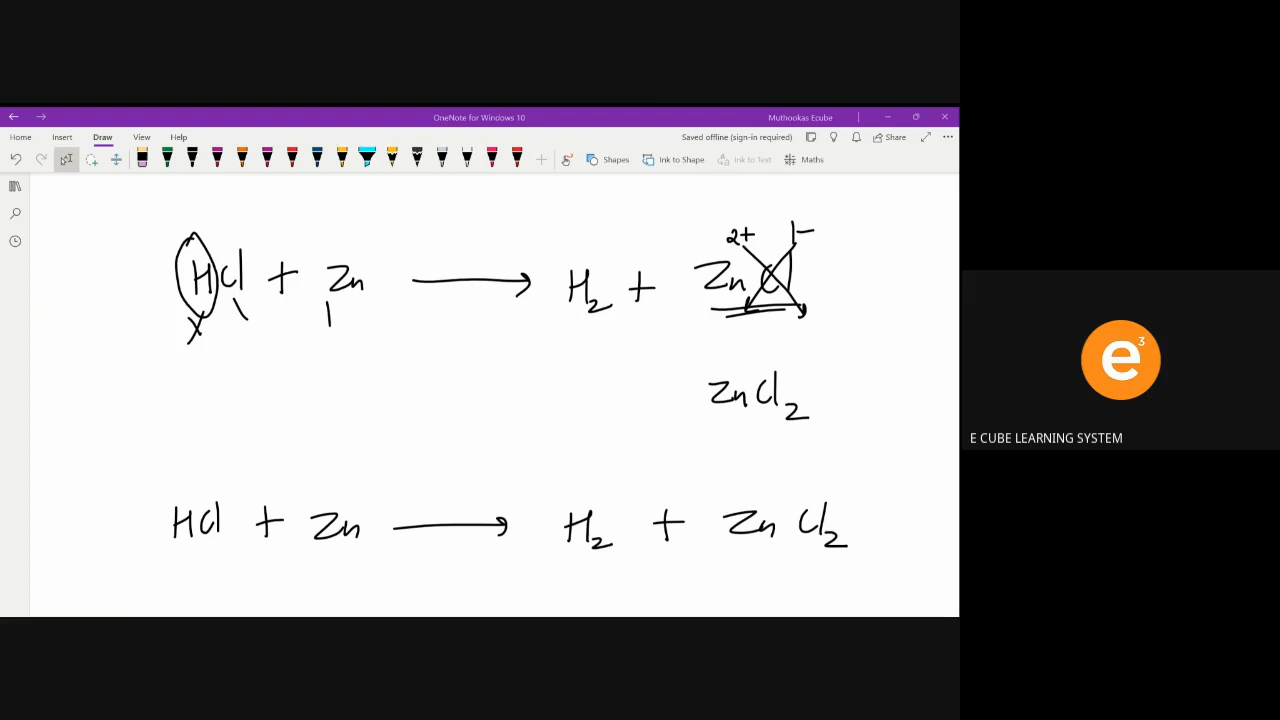 OneNote for Windows 10
Muthookas Ecube
Home Insert Draw View Help
Saved offline (sign-in required) Share
Shapes Ink to Shape Ink to Text Maths
2+ 1-
HCl + Zn ⟶ H₂ + ZnCl
x
ZnCl₂
HCl + Zn ⟶ H₂ + ZnCl₂
e³
E CUBE LEARNING SYSTEM